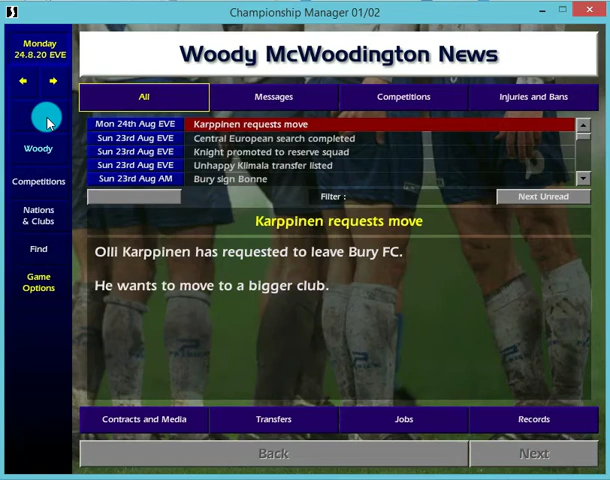 Championship Manager 01/02
Monday
24.8.20 EVE
Woody
Competitions
Nations
& Clubs
Find
Game
Options
Woody McWoodington News
All
Messages
Competitions
Injuries and Bans
Mon 24th Aug EVE Karppinen requests move
Sun 23rd Aug EVE Central European search completed
Sun 23rd Aug EVE Knight promoted to reserve squad
Sun 23rd Aug EVE Unhappy Klimala transfer listed
Sun 23rd Aug AM Bury sign Bonne
Filter :
Next Unread
Karppinen requests move
Olli Karppinen has requested to leave Bury FC.
He wants to move to a bigger club.
Contracts and Media
Transfers
Jobs
Records
Back
Next